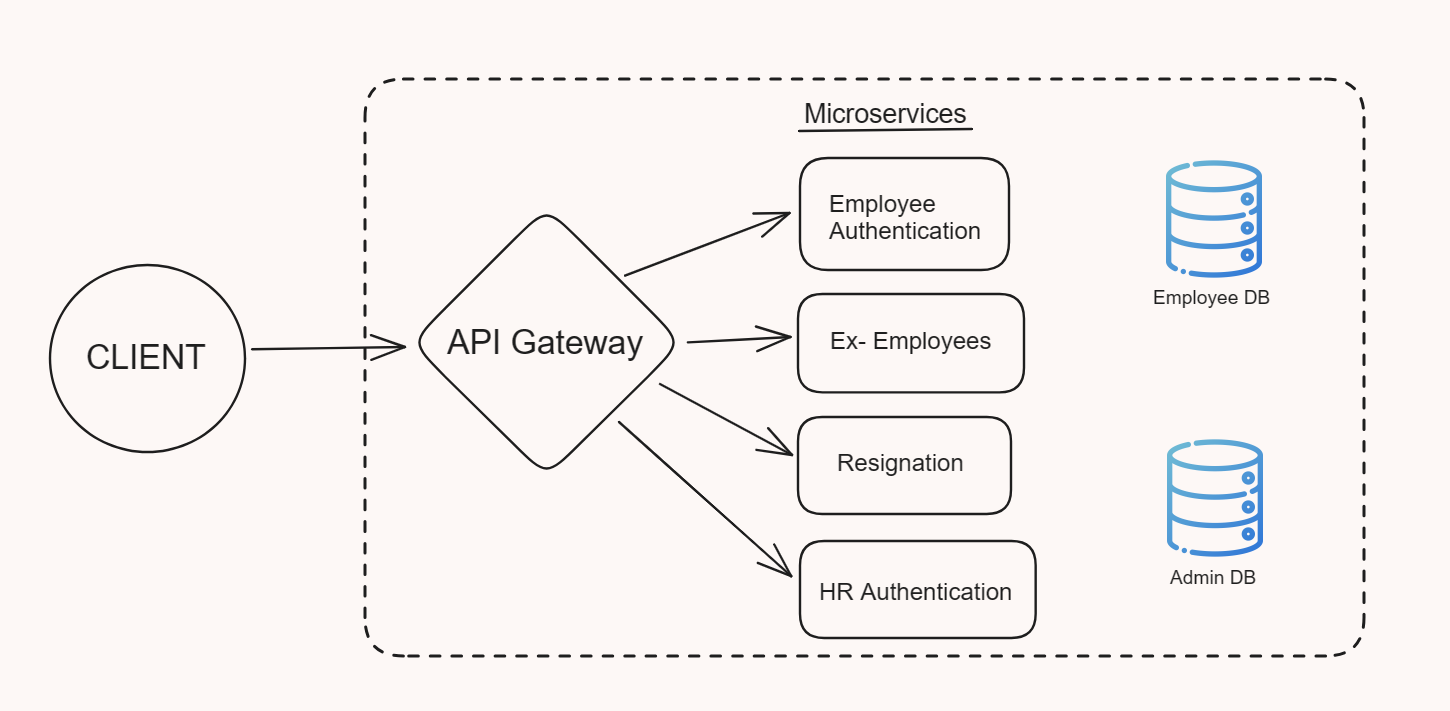 Microservices
Employee
Authentication
Employee DB
CLIENT
API Gateway
Ex- Employees
Resignation
Admin DB
HR Authentication